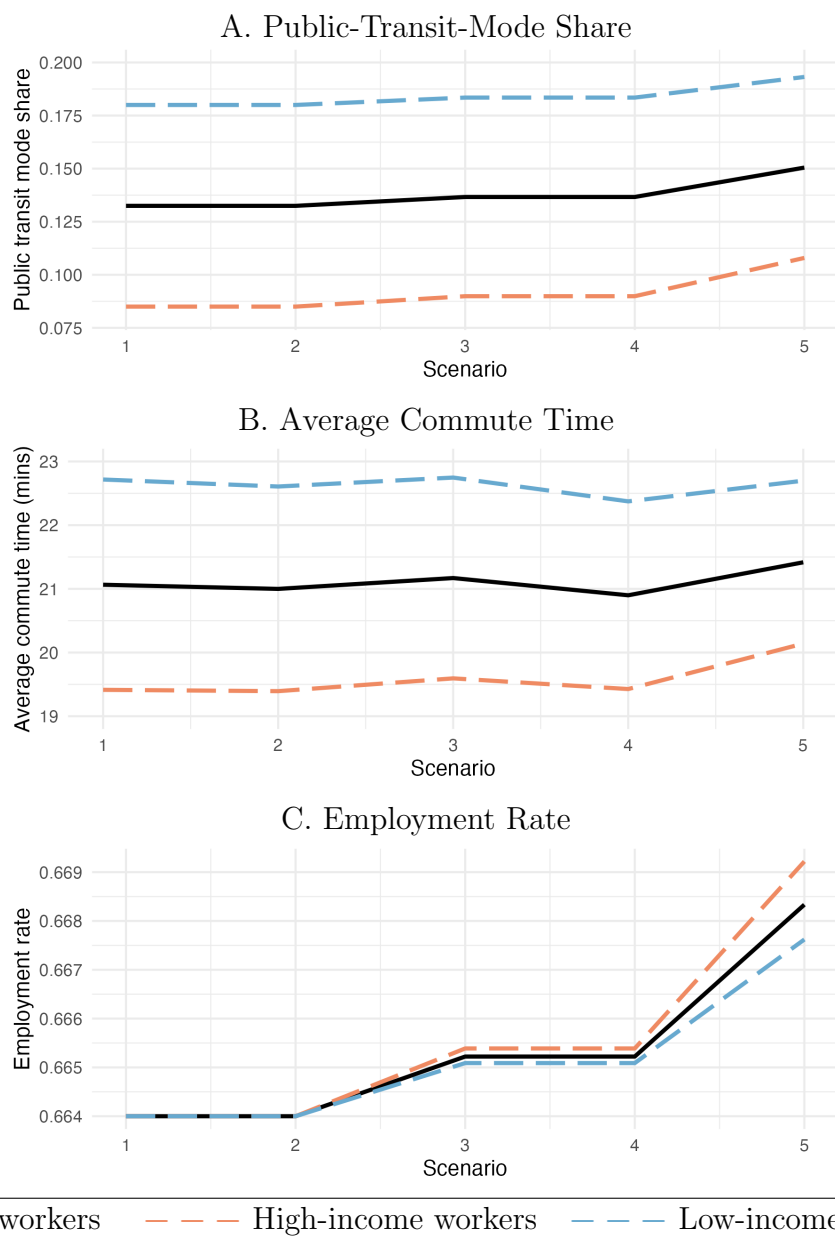 A. Public-Transit-Mode Share
Public transit mode share
0.200
0.175
0.150
0.125
0.100
0.075
1 2 3 4 5
Scenario
B. Average Commute Time
Average commute time (mins)
23
22
21
20
19
1 2 3 4 5
Scenario
C. Employment Rate
Employment rate
0.669
0.668
0.667
0.666
0.665
0.664
1 2 3 4 5
Scenario
workers High-income workers Low-income